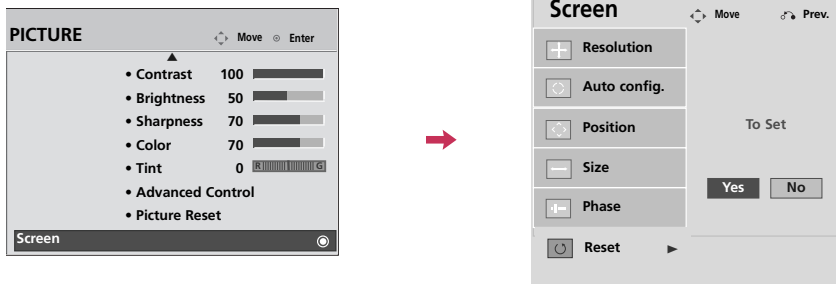 PICTURE
Move
Enter
• Contrast 100
• Brightness 50
• Sharpness 70
• Color 70
• Tint 0 R G
• Advanced Control
• Picture Reset
Screen
Screen
Move
Prev.
Resolution
Auto config.
Position
Size
Phase
Reset
To Set
Yes No